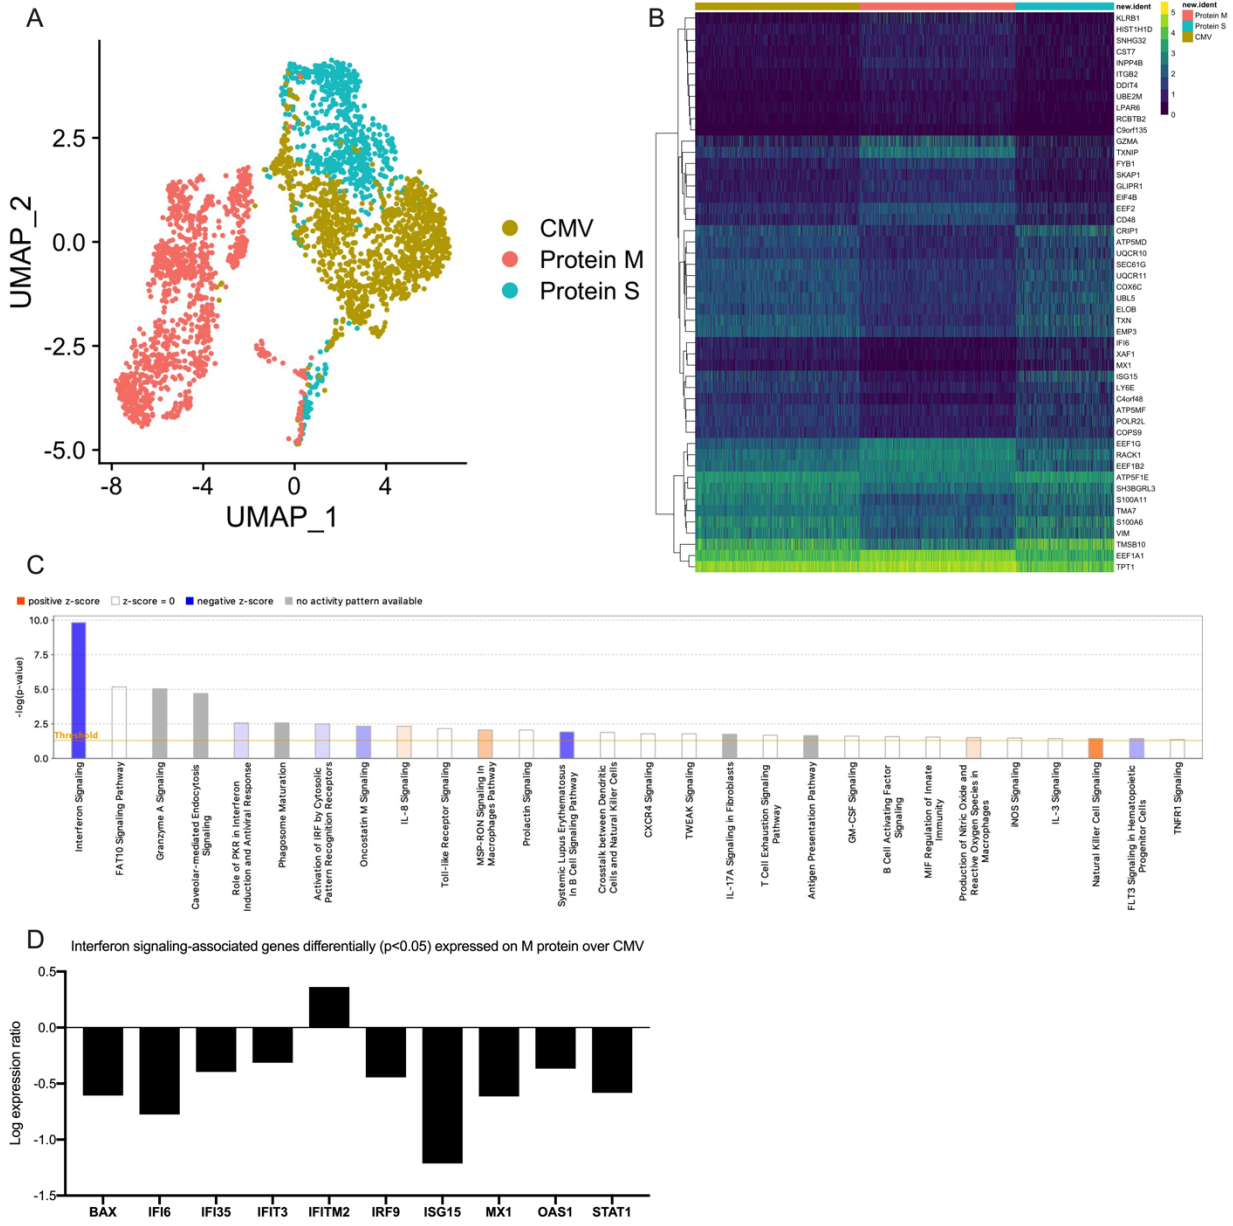 A
2.5
0.0
-2.5
-5.0
-8
-4
0
4
UMAP_2
UMAP_1
CMV
Protein M
Protein S
B
new.ident
KLRB1
HIST1H1D
SNHG32
CST7
INPP4B
ITGB2
DDIT4
UBE2M
LPAR6
RCBTB2
C9orf135
GZMA
TXNIP
FYB1
SKAP1
GLIPR1
EIF4B
EEF2
CD48
CRIP1
ATP5MD
UQCR10
SEC61G
UQCR11
COX6C
UBL5
ELOB
TXN
EMP3
IFI6
XAF1
MX1
ISG15
LY6E
C4orf48
ATP5MF
POLR2L
COPS9
EEF1G
RACK1
EEF1B2
ATP5F1E
SH3BGRL3
S100A11
TMA7
S100A6
VIM
TMSB10
EEF1A1
TPT1
5
4
3
2
1
0
new.ident
Protein M
Protein S
CMV
C
positive z-score
z-score = 0
negative z-score
no activity pattern available
10.0
7.5
5.0
2.5
0.0
-log(p-value)
Threshold
Interferon Signaling
FAT10 Signaling Pathway
Granzyme A Signaling
Caveolar-mediated Endocytosis
Signaling
Role of PKR in Interferon
Induction and Antiviral Response
Phagosome Maturation
Activation of IRF by Cytosolic
Pattern Recognition Receptors
Oncostatin M Signaling
IL-8 Signaling
Toll-like Receptor Signaling
MSP-RON Signaling In
Macrophages Pathway
Prolactin Signaling
Systemic Lupus Erythematosus
In B Cell Signaling Pathway
Crosstalk between Dendritic
Cells and Natural Killer Cells
CXCR4 Signaling
TWEAK Signaling
IL-17A Signaling in Fibroblasts
T Cell Exhaustion Signaling
Pathway
Antigen Presentation Pathway
GM-CSF Signaling
B Cell Activating Factor
Signaling
MIF Regulation of Innate
Immunity
Production of Nitric Oxide and
Reactive Oxygen Species in
Macrophages
iNOS Signaling
IL-3 Signaling
Natural Killer Cell Signaling
FLT3 Signaling in Hematopoietic
Progenitor Cells
TNFR1 Signaling
D
Interferon signaling-associated genes differentially (p<0.05) expressed on M protein over CMV
0.5
0.0
-0.5
-1.0
-1.5
Log expression ratio
BAX
IFI6
IFI35
IFIT3
IFITM2
IRF9
ISG15
MX1
OAS1
STAT1